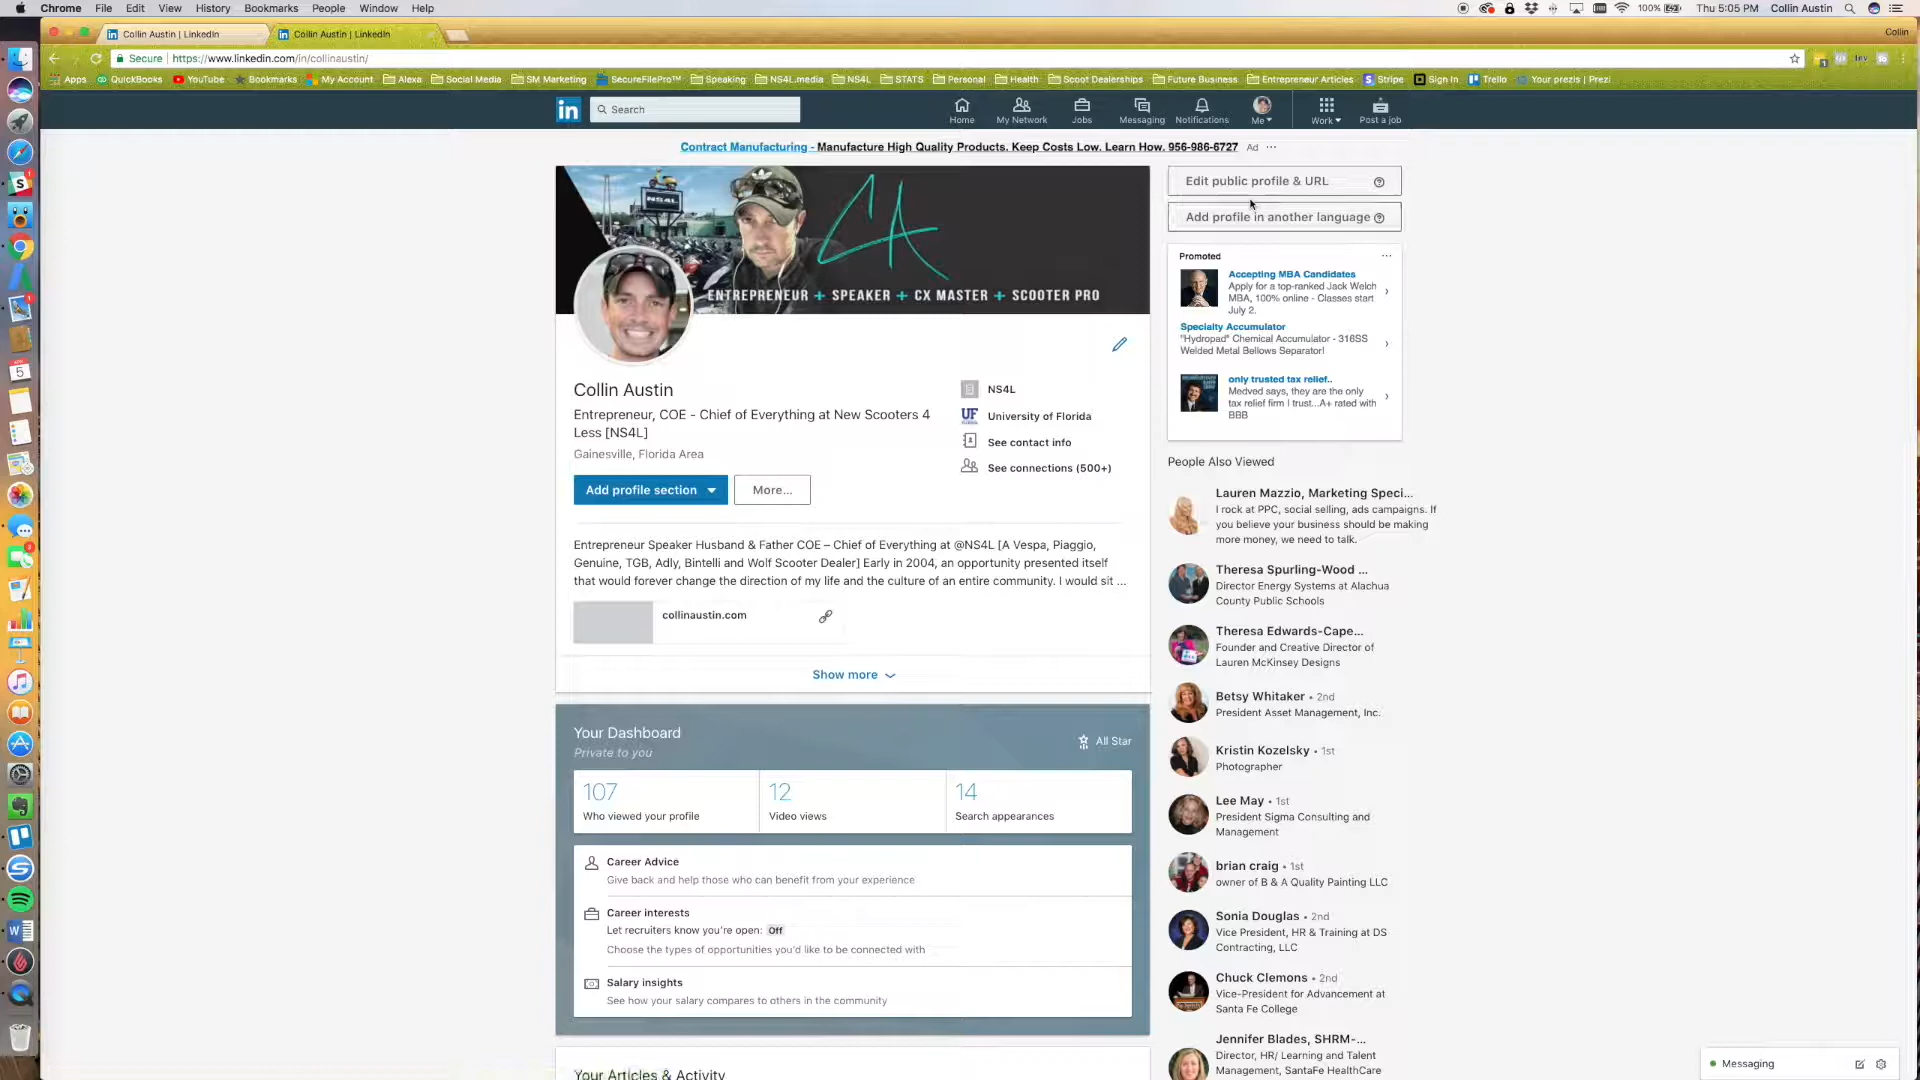 Chrome File Edit View History Bookmarks People Window Help
100% Thu 5:05 PM Collin Austin
Collin Austin | LinkedIn
Collin Austin | LinkedIn
Collin
Secure | https://www.linkedin.com/in/collinaustin/
Apps QuickBooks YouTube Bookmarks My Account Alexa Social Media SM Marketing SecureFilePro™ Speaking NS4L.media NS4L STATS Personal Health Scoot Dealerships Future Business Entrepreneur Articles Stripe Sign In Trello Your prezis | Prezi
in Search
Home My Network Jobs Messaging Notifications Me Work Post a job
Contract Manufacturing - Manufacture High Quality Products. Keep Costs Low. Learn How. 956-986-6727 Ad ...
NS4L
CA
ENTREPRENEUR + SPEAKER + CX MASTER + SCOOTER PRO
Collin Austin
Entrepreneur, COE - Chief of Everything at New Scooters 4
Less [NS4L]
Gainesville, Florida Area
NS4L
UF University of Florida
See contact info
See connections (500+)
Add profile section More...
Entrepreneur Speaker Husband & Father COE – Chief of Everything at @NS4L [A Vespa, Piaggio,
Genuine, TGB, Adly, Bintelli and Wolf Scooter Dealer] Early in 2004, an opportunity presented itself
that would forever change the direction of my life and the culture of an entire community. I would sit ...
collinaustin.com
Show more
Your Dashboard
Private to you
All Star
107
Who viewed your profile
12
Video views
14
Search appearances
Career Advice
Give back and help those who can benefit from your experience
Career interests
Let recruiters know you're open: Off
Choose the types of opportunities you'd like to be connected with
Salary insights
See how your salary compares to others in the community
Your Articles & Activity
Edit public profile & URL
Add profile in another language
Promoted ...
Accepting MBA Candidates
Apply for a top-ranked Jack Welch
MBA, 100% online - Classes start
July 2.
Specialty Accumulator
"Hydropad" Chemical Accumulator - 316SS
Welded Metal Bellows Separator!
only trusted tax relief..
Medved says, they are the only
tax relief firm I trust...A+ rated with
BBB
People Also Viewed
Lauren Mazzio, Marketing Speci...
I rock at PPC, social selling, ads campaigns. If
you believe your business should be making
more money, we need to talk.
Theresa Spurling-Wood ...
Director Energy Systems at Alachua
County Public Schools
Theresa Edwards-Cape...
Founder and Creative Director of
Lauren McKinsey Designs
Betsy Whitaker • 2nd
President Asset Management, Inc.
Kristin Kozelsky • 1st
Photographer
Lee May • 1st
President Sigma Consulting and
Management
brian craig • 1st
owner of B & A Quality Painting LLC
Sonia Douglas • 2nd
Vice President, HR & Training at DS
Contracting, LLC
Chuck Clemons • 2nd
Vice-President for Advancement at
Santa Fe College
Jennifer Blades, SHRM-...
Director, HR/ Learning and Talent
Management, SantaFe HealthCare
Messaging